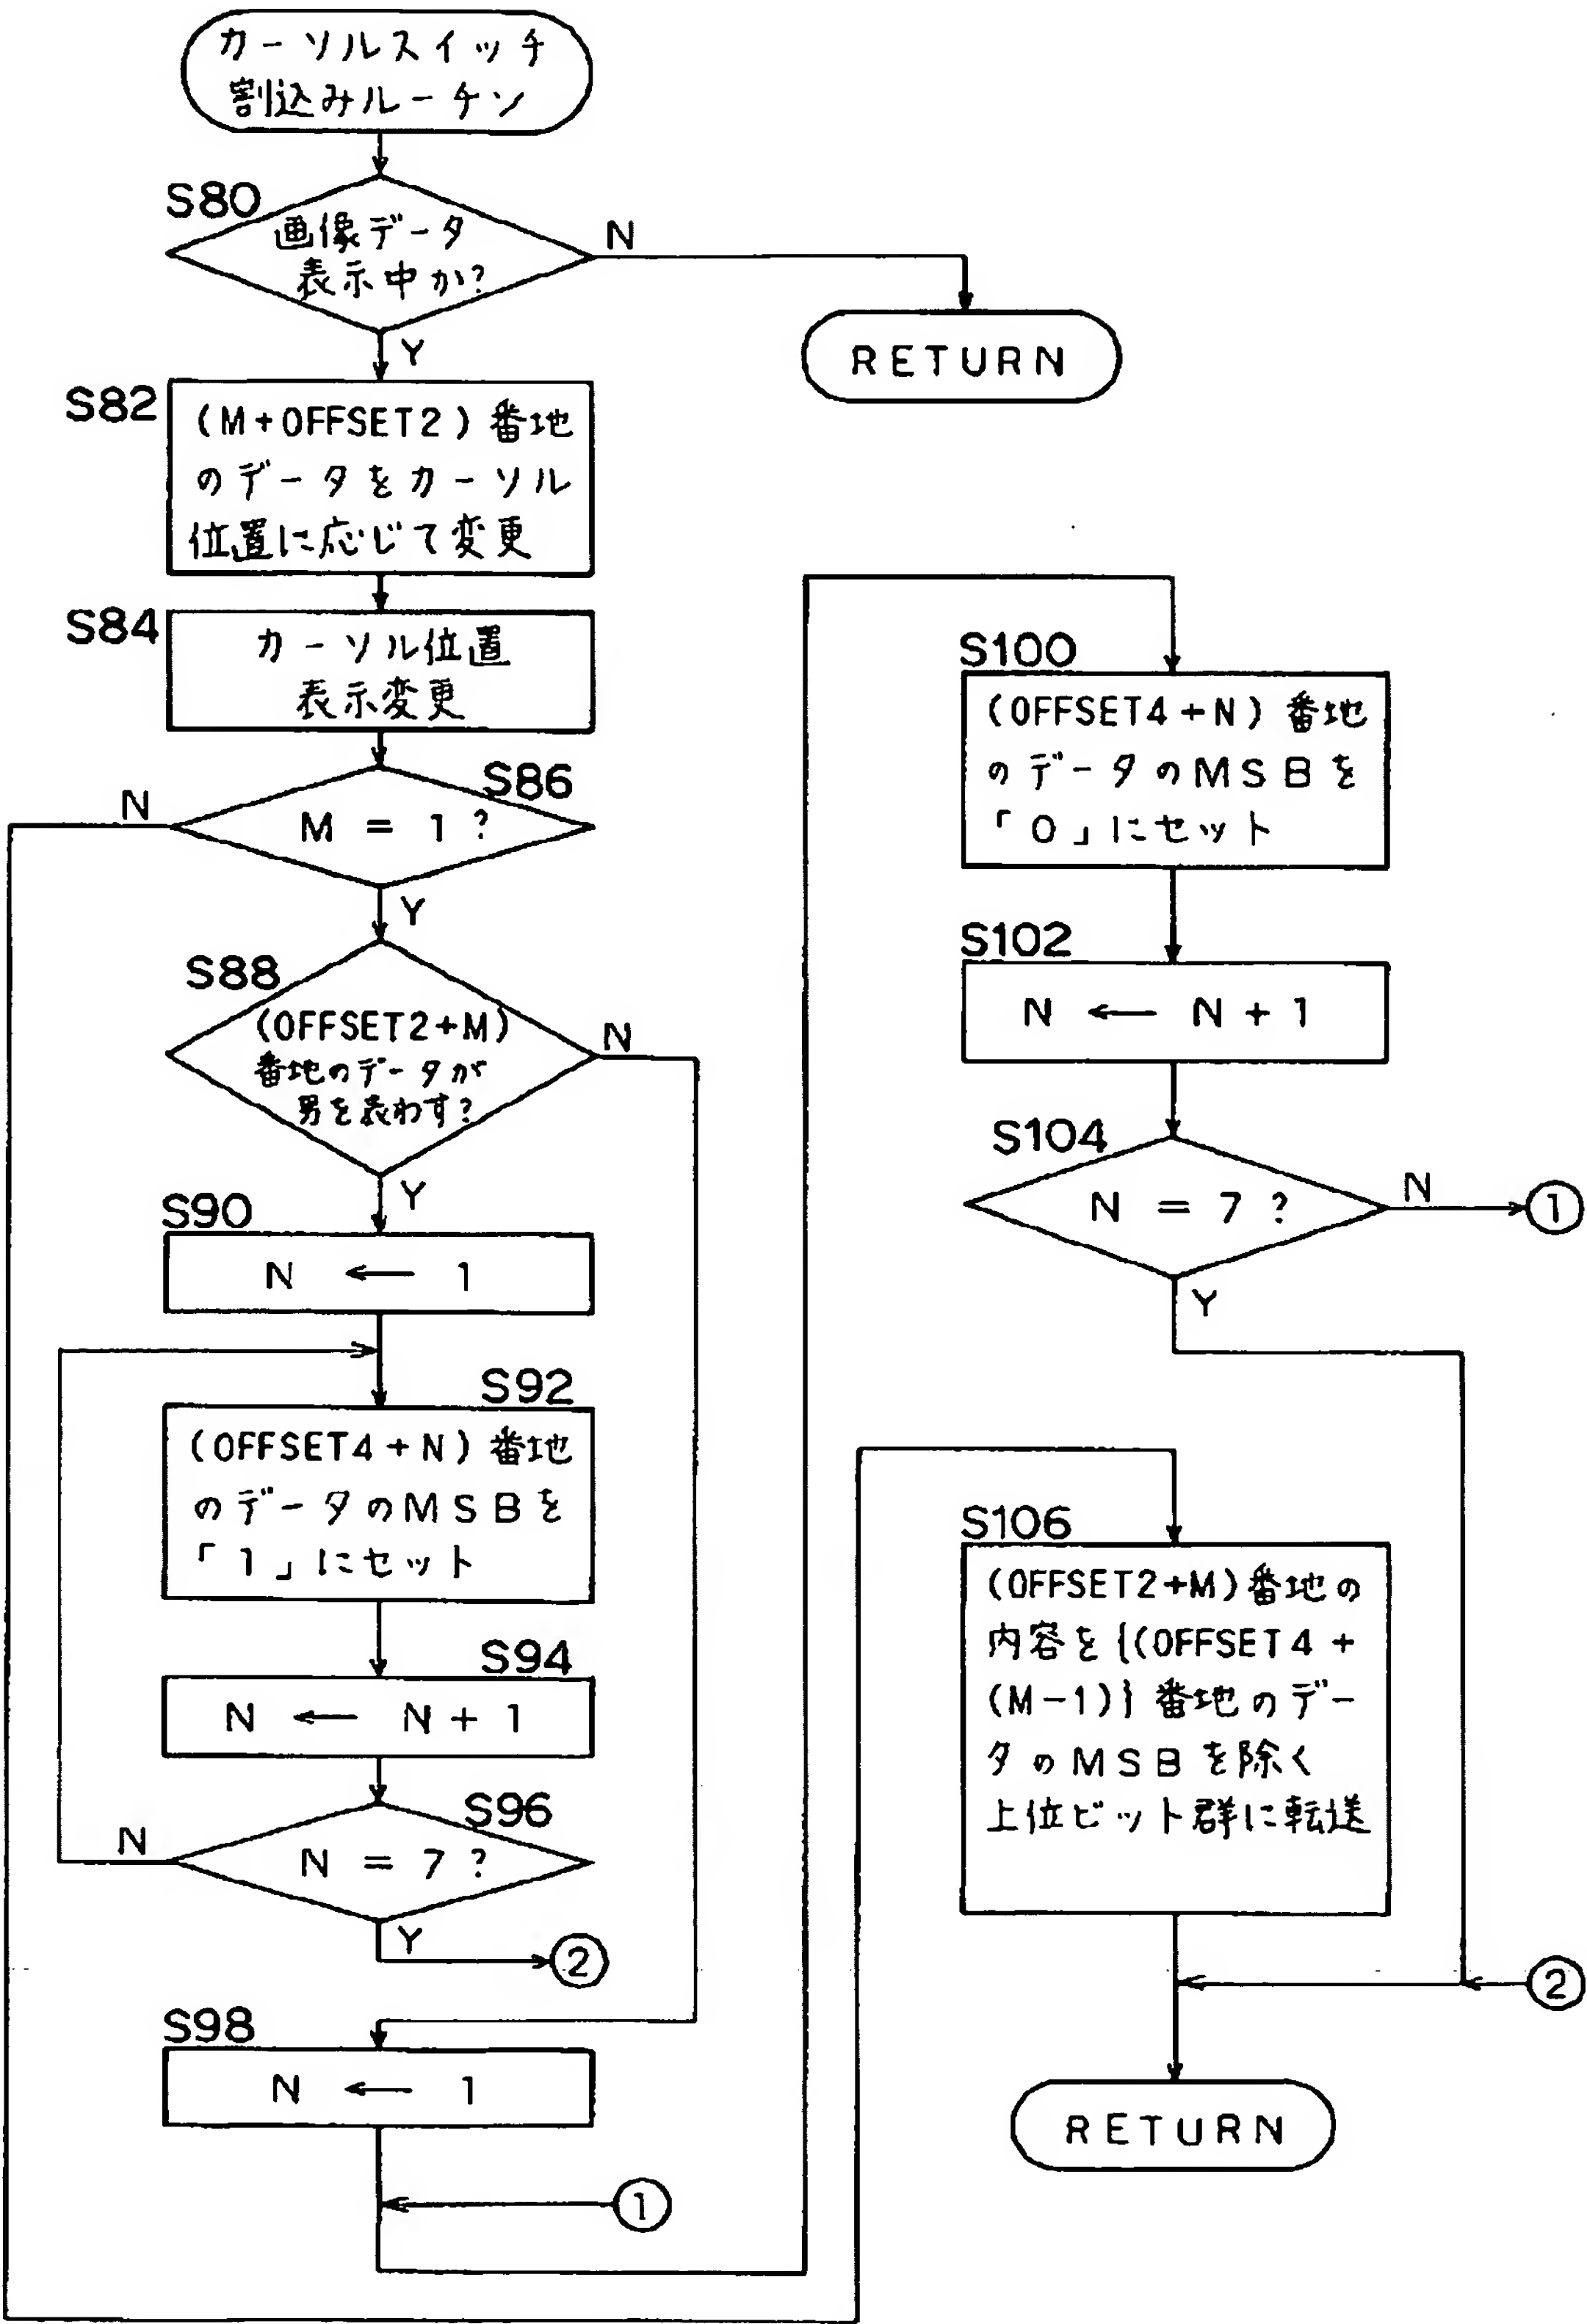 カーソルスイッチ
割込みルーチン
S80
画像データ
表示中か?
N
Y
RETURN
S82
(M+OFFSET2)番地
のデータをカーソル
位置に応じて変更
S84
カーソル位置
表示変更
S86
N
M = 1 ?
Y
S88
(OFFSET2+M)
番地のデータが
男を表わす?
N
Y
S90
N ← 1
S92
(OFFSET4+N)番地
のデータのMSBを
「1」にセット
S94
N ← N+1
S96
N
N = 7 ?
Y
②
S98
N ← 1
①
S100
(OFFSET4+N)番地
のデータのMSBを
「0」にセット
S102
N ← N+1
S104
N = 7 ?
N
①
Y
S106
(OFFSET2+M)番地の
内容を{(OFFSET4+
(M-1)}番地のデー
タのMSBを除く
上位ビット群に転送
②
RETURN